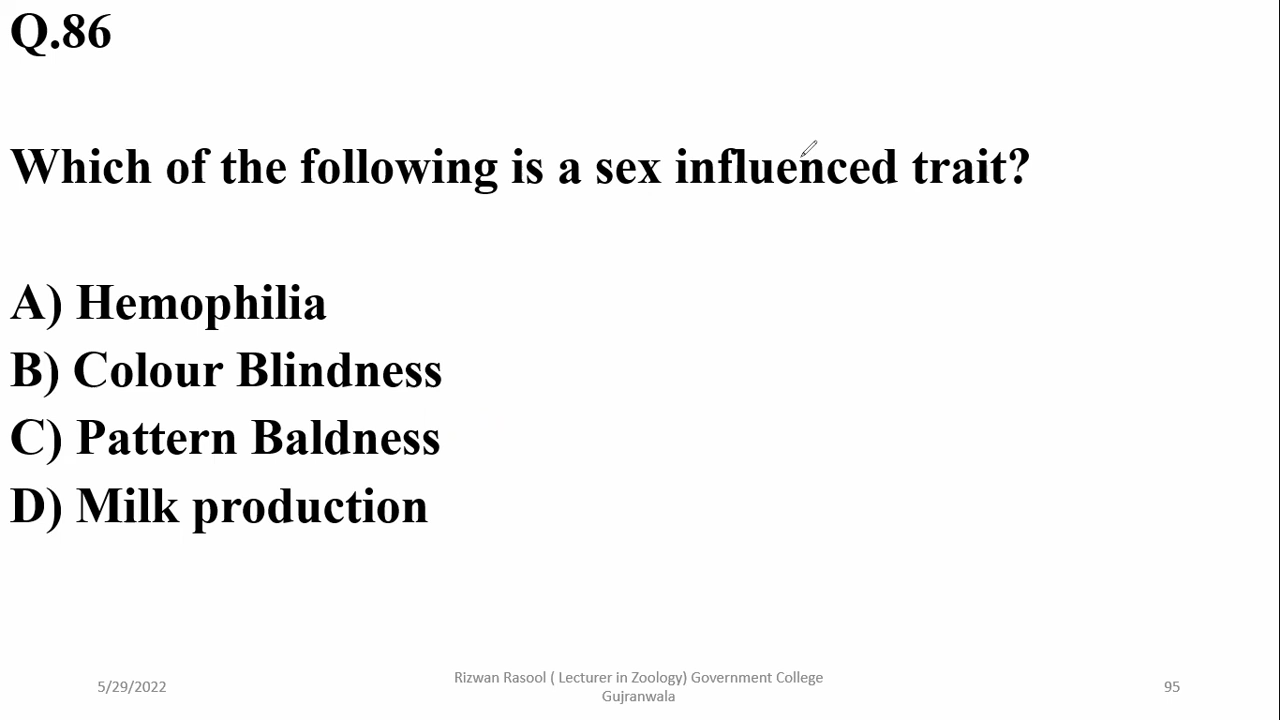 Q.86
Which of the following is a sex influenced trait?
A) Hemophilia
B) Colour Blindness
C) Pattern Baldness
D) Milk production
5/29/2022
Rizwan Rasool ( Lecturer in Zoology) Government College
Gujranwala
95